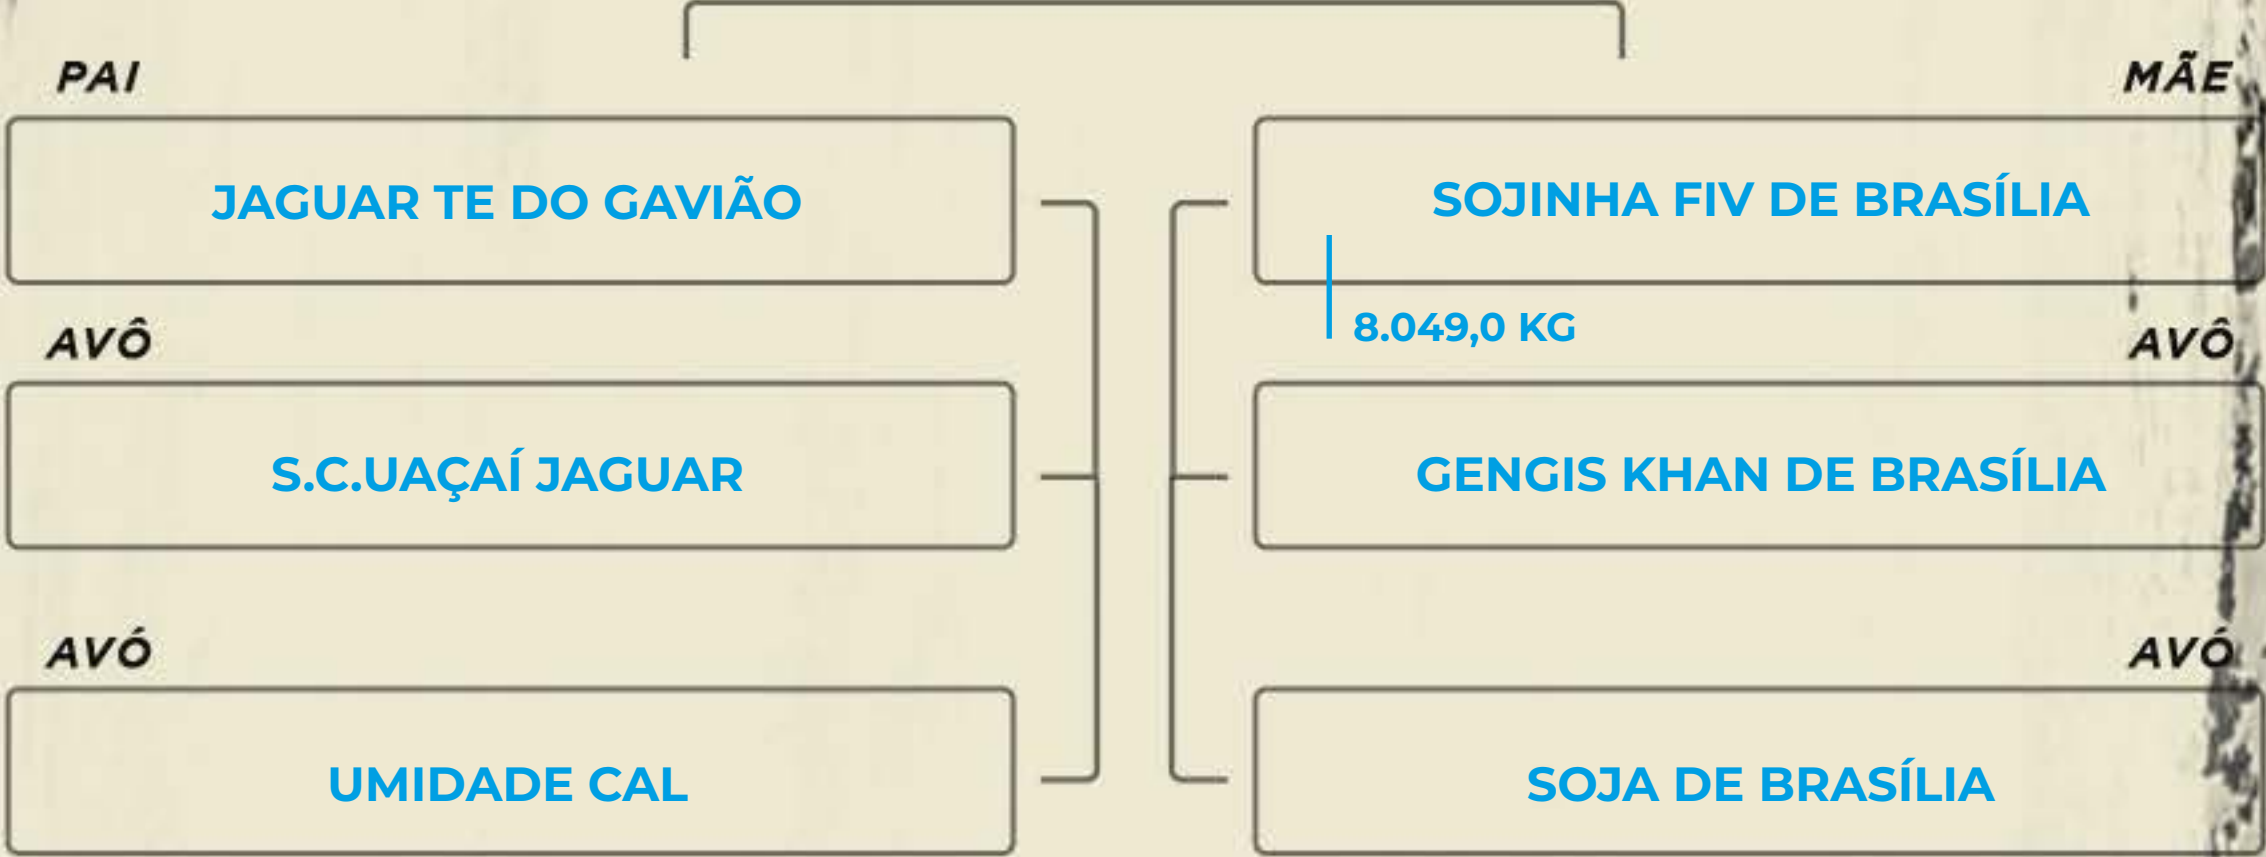 PAI
MÃE
JAGUAR TE DO GAVIÃO
SOJINHA FIV DE BRASÍLIA
8.049,0 KG
AVÔ
AVÔ
S.C.UAÇAÍ JAGUAR
GENGIS KHAN DE BRASÍLIA
AVÓ
AVÓ
UMIDADE CAL
SOJA DE BRASÍLIA